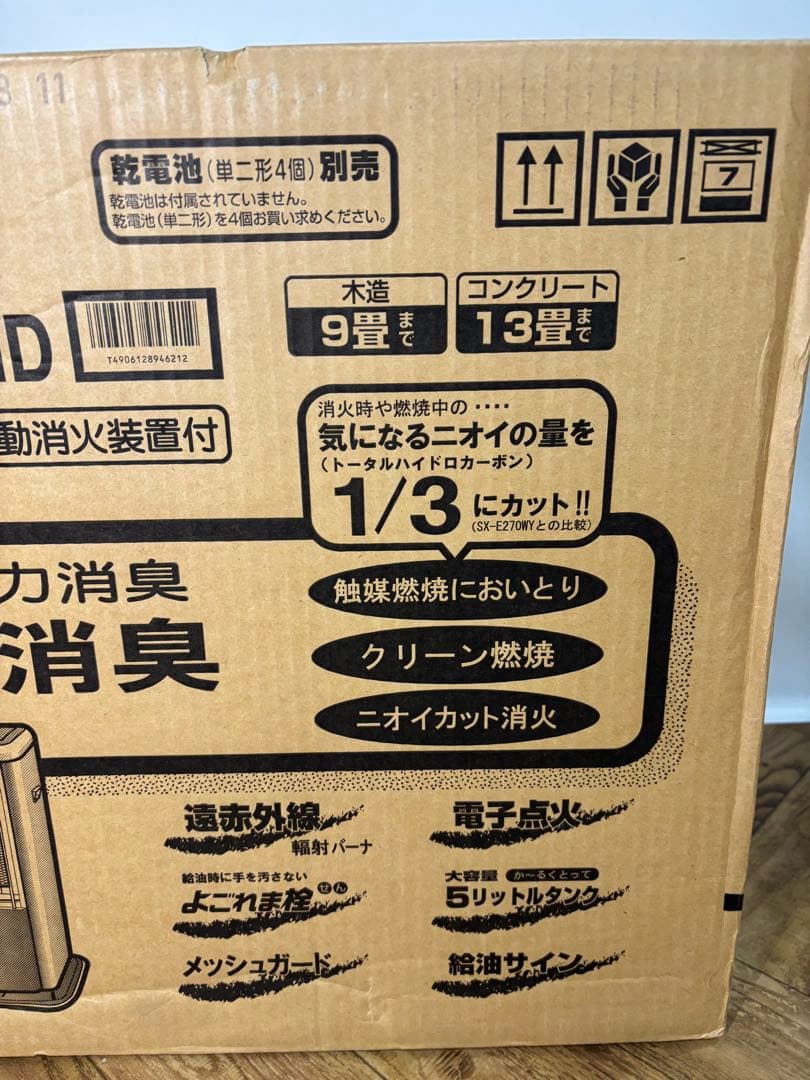 8 11
乾電池(単二形4個)別売
乾電池は付属されていません。
乾電池(単二形)を4個お買い求めください。
7
木造
9畳まで
コンクリート
13畳まで
D
T4906128946212
動消火装置付
消火時や燃焼中の‥‥
気になるニオイの量を
(トータルハイドロカーボン)
1/3にカット!!
(SX-E270WYとの比較)
力消臭
消臭
触媒燃焼においとり
クリーン燃焼
ニオイカット消火
遠赤外線
輻射バーナ
電子点火
給油時に手を汚さない
よごれま栓 せん
大容量 か〜るくとって
5リットルタンク
メッシュガード
給油サイン